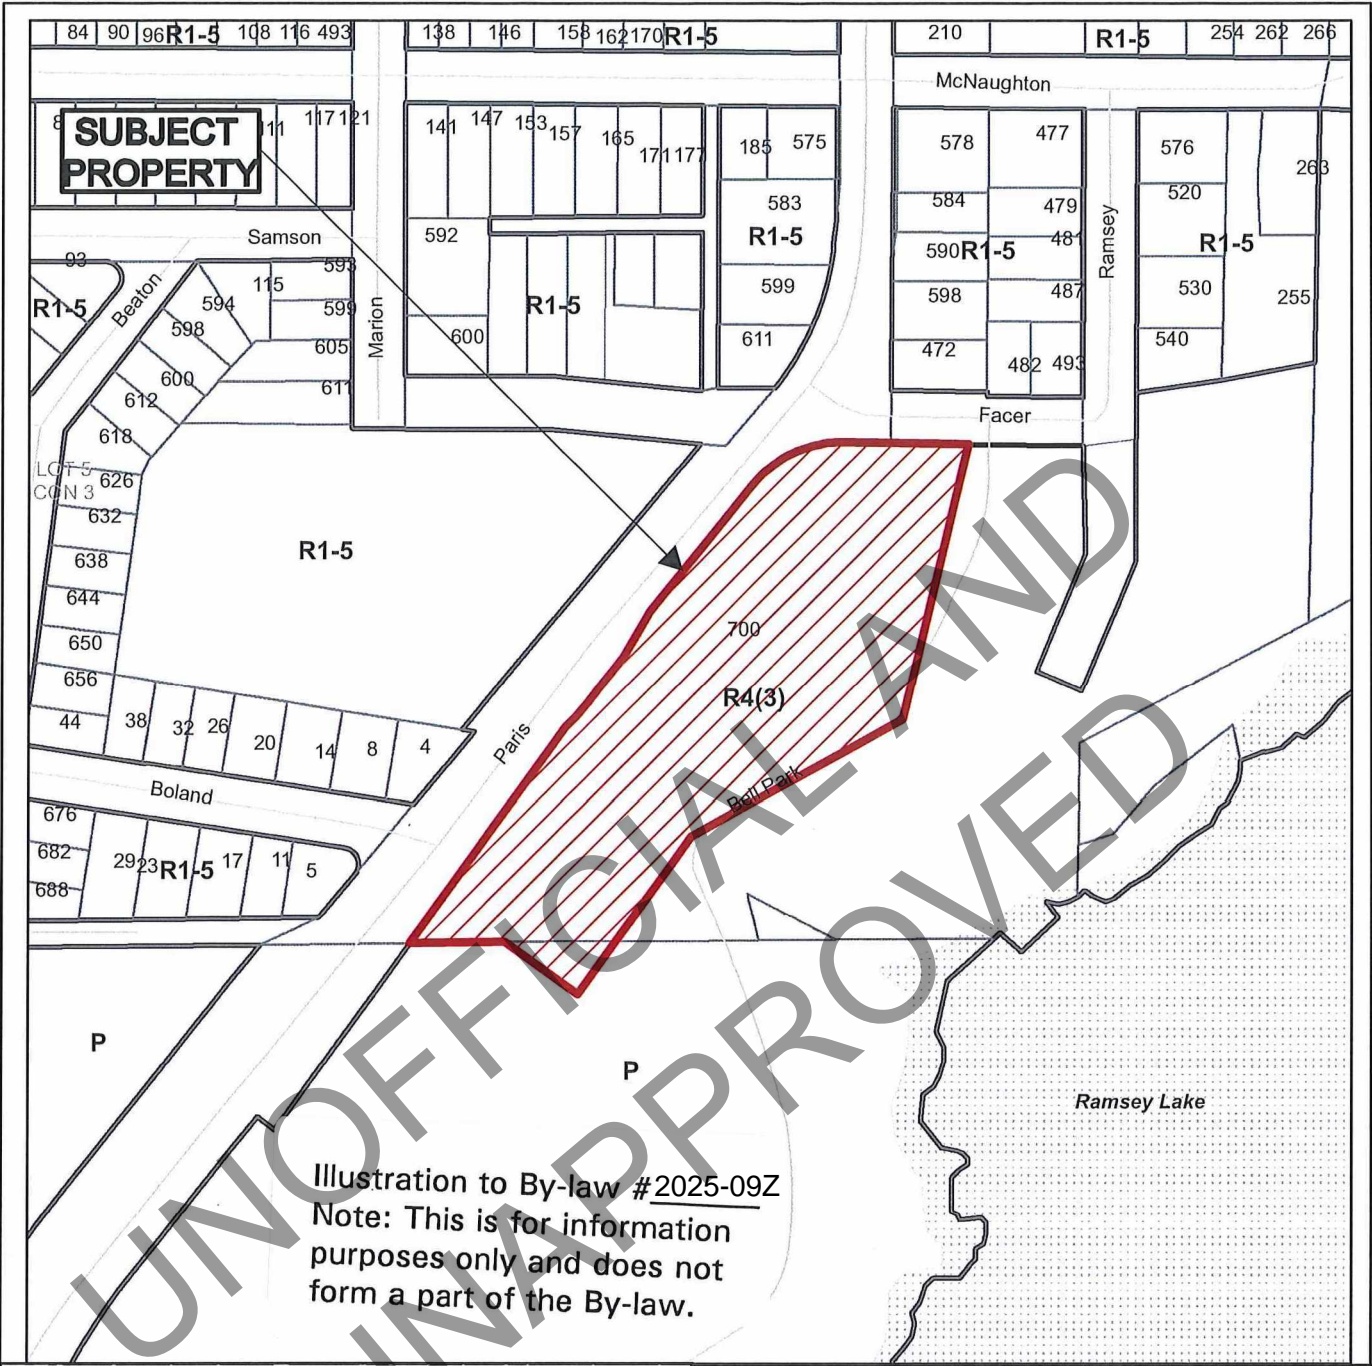 84 90 96 R1-5 108 116 493 138 146 158 162 170 R1-5 210 R1-5 254 262 266
McNaughton
SUBJECT
PROPERTY
117 121 141 147 153 157 165 171 177 185 575 578 477 576 263
520
583 584 479
Samson 592 R1-5 590 R1-5 481 Ramsey R1-5
93 Beaton 115 593
R1-5 594 599 Marion R1-5 599 598 487 530 255
598 605 600 611 472 482 493 540
600 611
612 Facer
618
LOT 5
CON 3
626
632
R1-5
638
644
700
650
656
R4(3)
44 38 32 26 20 14 8 4 Paris
Bell Park
Boland
676
682 29 23 R1-5 17 11 5
688
P
P
Ramsey Lake
Illustration to By-law #2025-09Z
Note: This is for information
purposes only and does not
form a part of the By-law.
UNOFFICIAL AND
UNAPPROVED